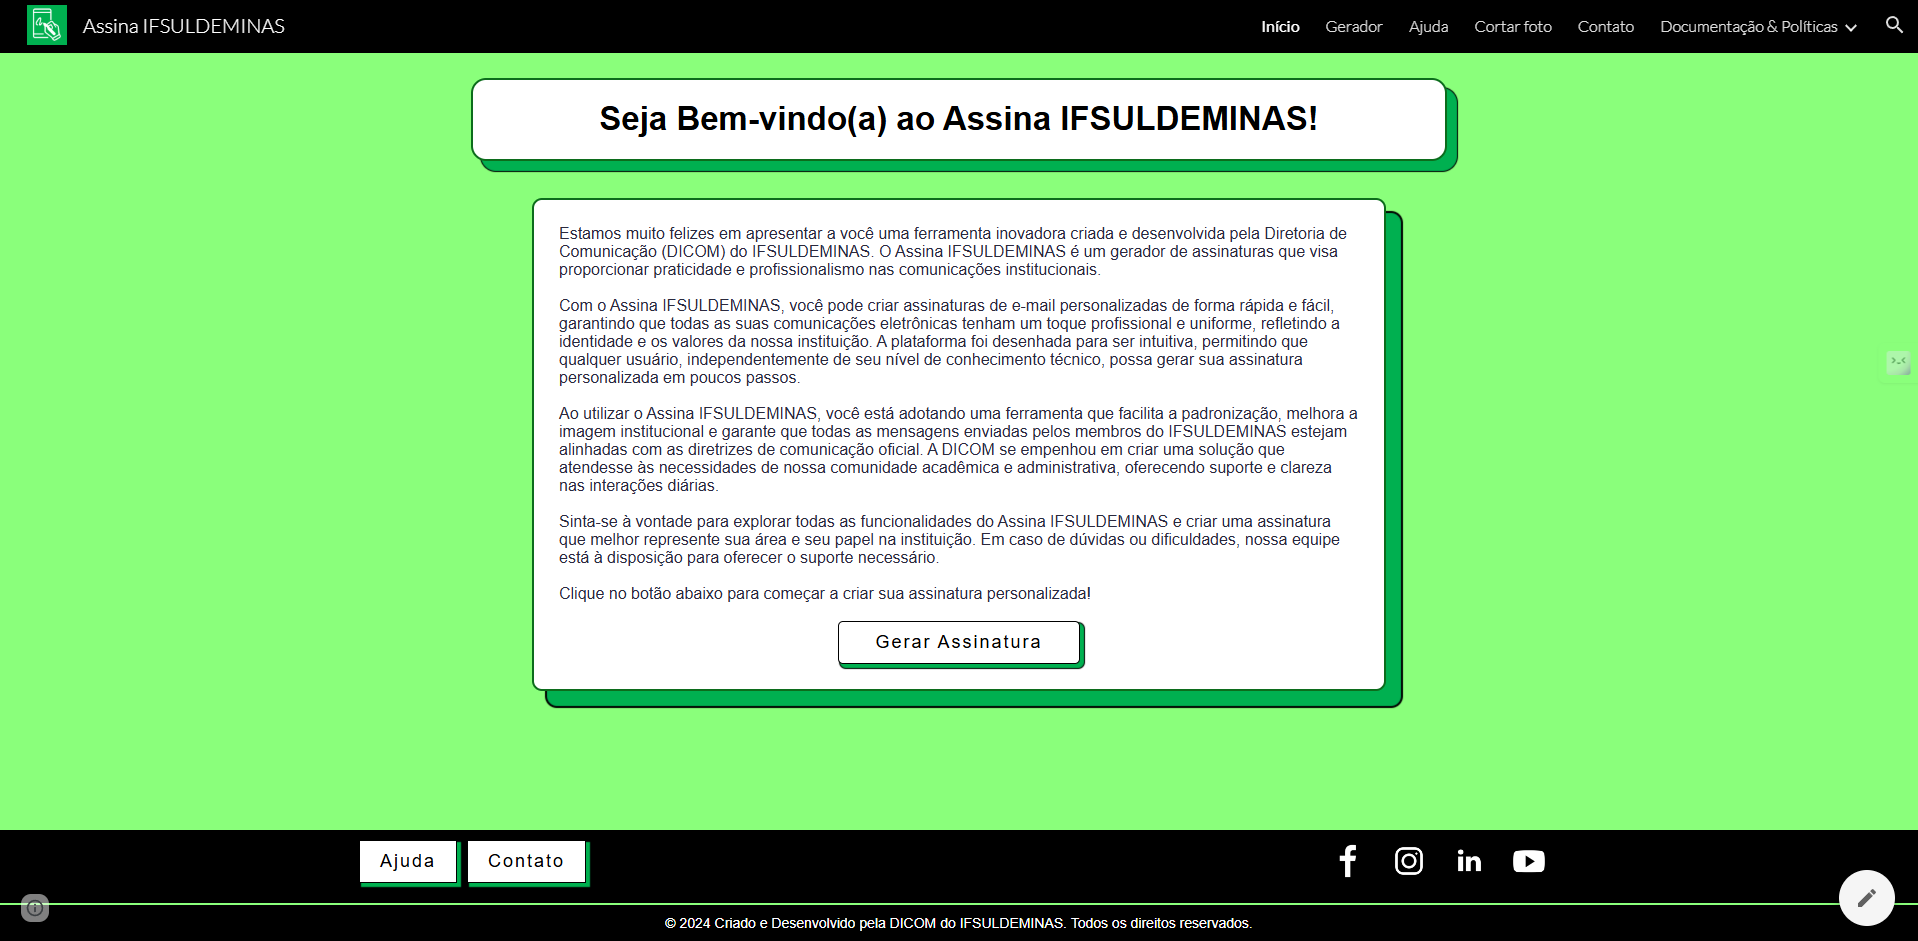 Assina IFSULDEMINAS
Início Gerador Ajuda Cortar foto Contato Documentação & Políticas
Seja Bem-vindo(a) ao Assina IFSULDEMINAS!
Estamos muito felizes em apresentar a você uma ferramenta inovadora criada e desenvolvida pela Diretoria de
Comunicação (DICOM) do IFSULDEMINAS. O Assina IFSULDEMINAS é um gerador de assinaturas que visa
proporcionar praticidade e profissionalismo nas comunicações institucionais.
Com o Assina IFSULDEMINAS, você pode criar assinaturas de e-mail personalizadas de forma rápida e fácil,
garantindo que todas as suas comunicações eletrônicas tenham um toque profissional e uniforme, refletindo a
identidade e os valores da nossa instituição. A plataforma foi desenhada para ser intuitiva, permitindo que
qualquer usuário, independentemente de seu nível de conhecimento técnico, possa gerar sua assinatura
personalizada em poucos passos.
Ao utilizar o Assina IFSULDEMINAS, você está adotando uma ferramenta que facilita a padronização, melhora a
imagem institucional e garante que todas as mensagens enviadas pelos membros do IFSULDEMINAS estejam
alinhadas com as diretrizes de comunicação oficial. A DICOM se empenhou em criar uma solução que
atendesse às necessidades de nossa comunidade acadêmica e administrativa, oferecendo suporte e clareza
nas interações diárias.
Sinta-se à vontade para explorar todas as funcionalidades do Assina IFSULDEMINAS e criar uma assinatura
que melhor represente sua área e seu papel na instituição. Em caso de dúvidas ou dificuldades, nossa equipe
está à disposição para oferecer o suporte necessário.
Clique no botão abaixo para começar a criar sua assinatura personalizada!
Gerar Assinatura
Ajuda Contato
© 2024 Criado e Desenvolvido pela DICOM do IFSULDEMINAS. Todos os direitos reservados.